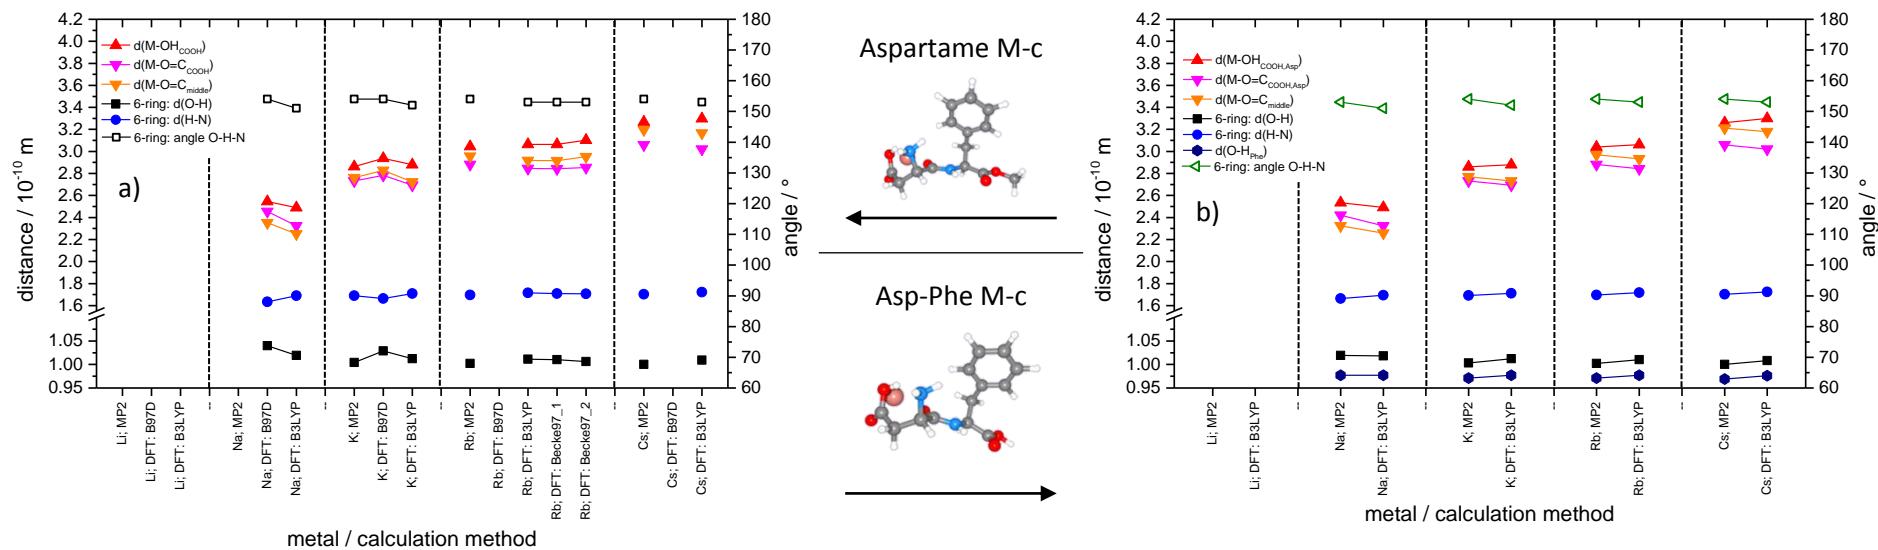 4.2
4.0
3.8
3.6
3.4
3.2
3.0
2.8
2.6
2.4
2.2
2.0
1.8
1.6
1.05
1.00
0.95
distance / 10⁻¹⁰ m
d(M-OH_COOH)
d(M-O=C_COOH)
d(M-O=C_middle)
6-ring: d(O-H)
6-ring: d(H-N)
6-ring: angle O-H-N
a)
180
170
160
150
140
130
120
110
100
90
80
70
60
angle / °
Li; MP2
Li; DFT: B97D
Li; DFT: B3LYP
--
Na; MP2
Na; DFT: B97D
Na; DFT: B3LYP
--
K; MP2
K; DFT: B97D
K; DFT: B3LYP
--
Rb; MP2
Rb; DFT: B97D
Rb; DFT: B3LYP
Rb; DFT: Becke97_1
Rb; DFT: Becke97_2
--
Cs; MP2
Cs; DFT: B97D
Cs; DFT: B3LYP
metal / calculation method
Aspartame M-c
Asp-Phe M-c
4.2
4.0
3.8
3.6
3.4
3.2
3.0
2.8
2.6
2.4
2.2
2.0
1.8
1.6
1.05
1.00
0.95
distance / 10⁻¹⁰ m
d(M-OH_COOH,Asp)
d(M-O=C_COOH,Asp)
d(M-O=C_middle)
6-ring: d(O-H)
6-ring: d(H-N)
d(O-H_Phe)
6-ring: angle O-H-N
b)
180
170
160
150
140
130
120
110
100
90
80
70
60
angle / °
Li; MP2
Li; DFT: B3LYP
--
Na; MP2
Na; DFT: B3LYP
--
K; MP2
K; DFT: B3LYP
--
Rb; MP2
Rb; DFT: B3LYP
--
Cs; MP2
Cs; DFT: B3LYP
metal / calculation method